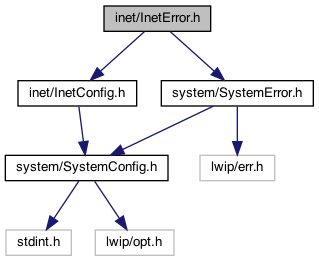 inet/InetError.h
inet/InetConfig.h
system/SystemError.h
system/SystemConfig.h
lwip/err.h
stdint.h
lwip/opt.h